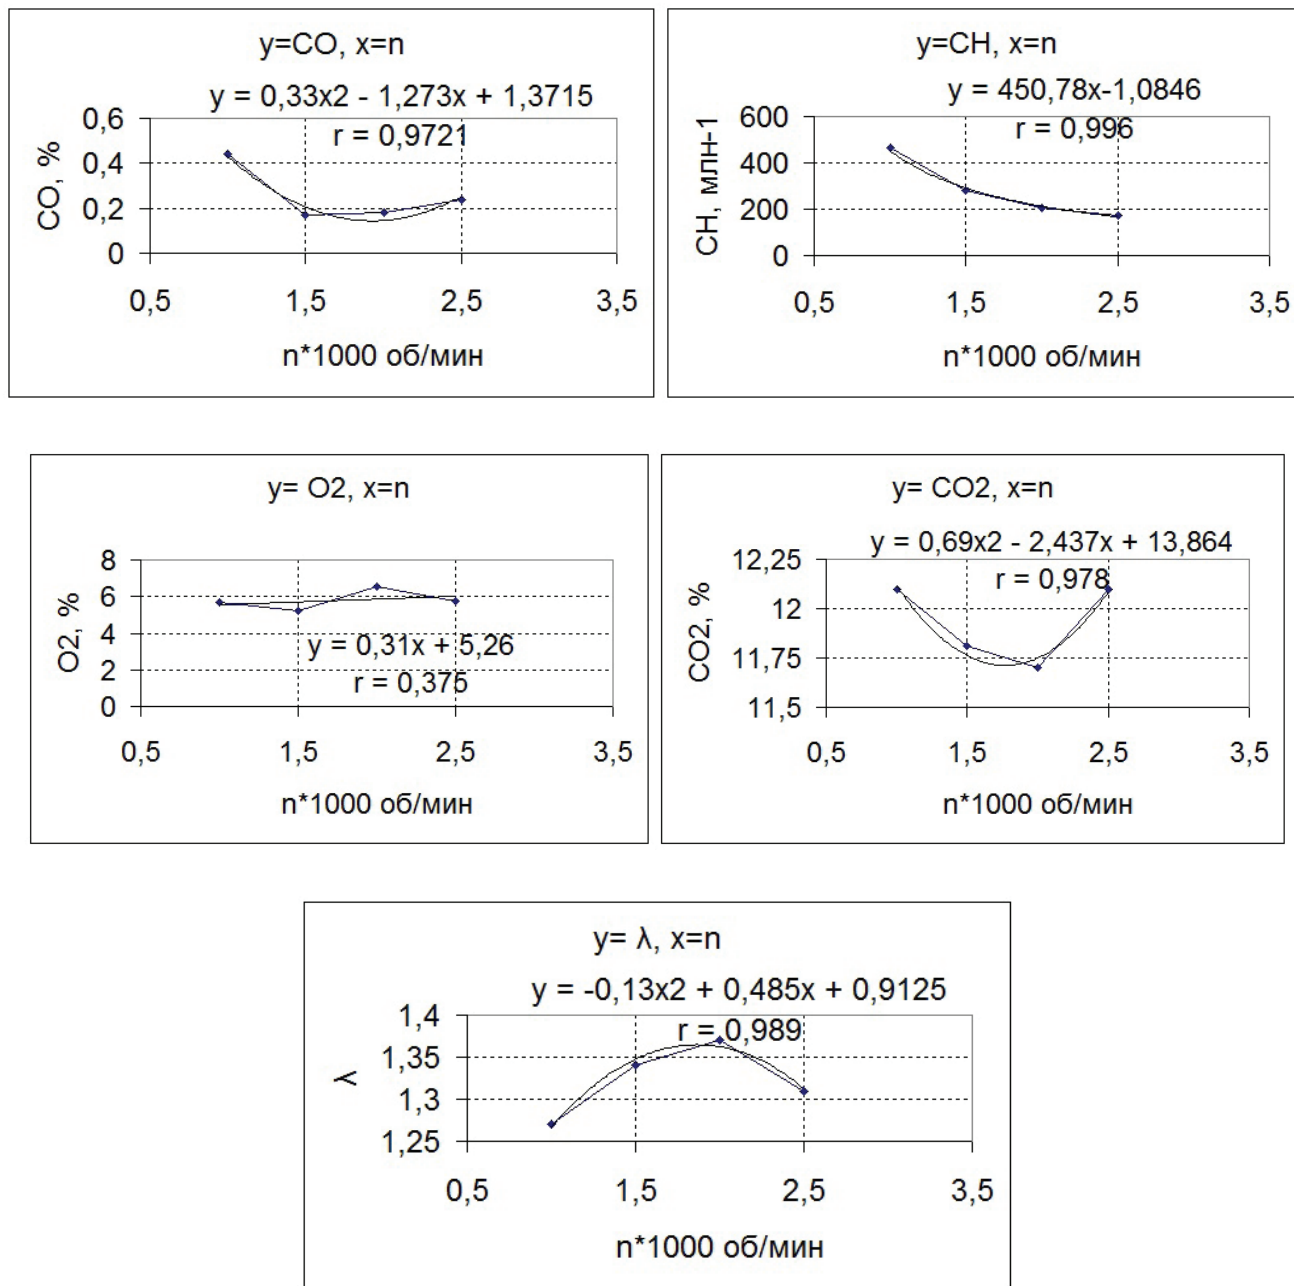 y=CO, x=n
y = 0,33x2 - 1,273x + 1,3715
r = 0,9721
CO, %
0,6
0,4
0,2
0
0,5
1,5
2,5
3,5
n*1000 об/мин
y=CH, x=n
y = 450,78x-1,0846
r = 0,996
CH, млн-1
600
400
200
0
0,5
1,5
2,5
3,5
n*1000 об/мин
y= O2, x=n
O2, %
8
6
4
2
0
y = 0,31x + 5,26
r = 0,375
0,5
1,5
2,5
3,5
n*1000 об/мин
y= CO2, x=n
y = 0,69x2 - 2,437x + 13,864
r = 0,978
CO2, %
12,25
12
11,75
11,5
0,5
1,5
2,5
3,5
n*1000 об/мин
y= λ, x=n
y = -0,13x2 + 0,485x + 0,9125
r = 0,989
λ
1,4
1,35
1,3
1,25
0,5
1,5
2,5
3,5
n*1000 об/мин